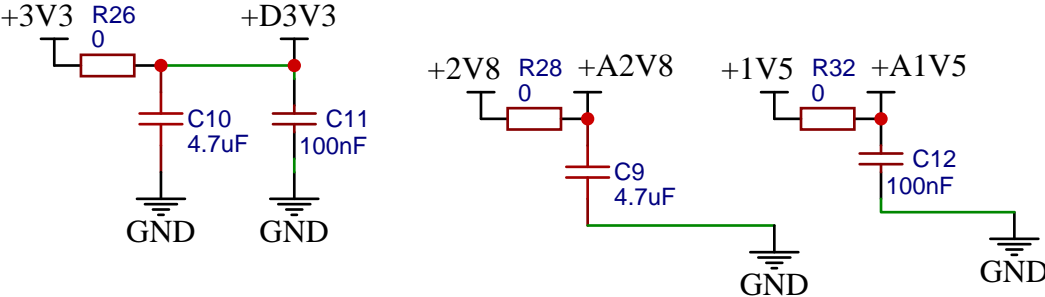 +3V3 R26 +D3V3
0
C10 C11
4.7uF 100nF
GND GND
+2V8 R28 +A2V8
0
C9
4.7uF
GND
+1V5 R32 +A1V5
0
C12
100nF
GND